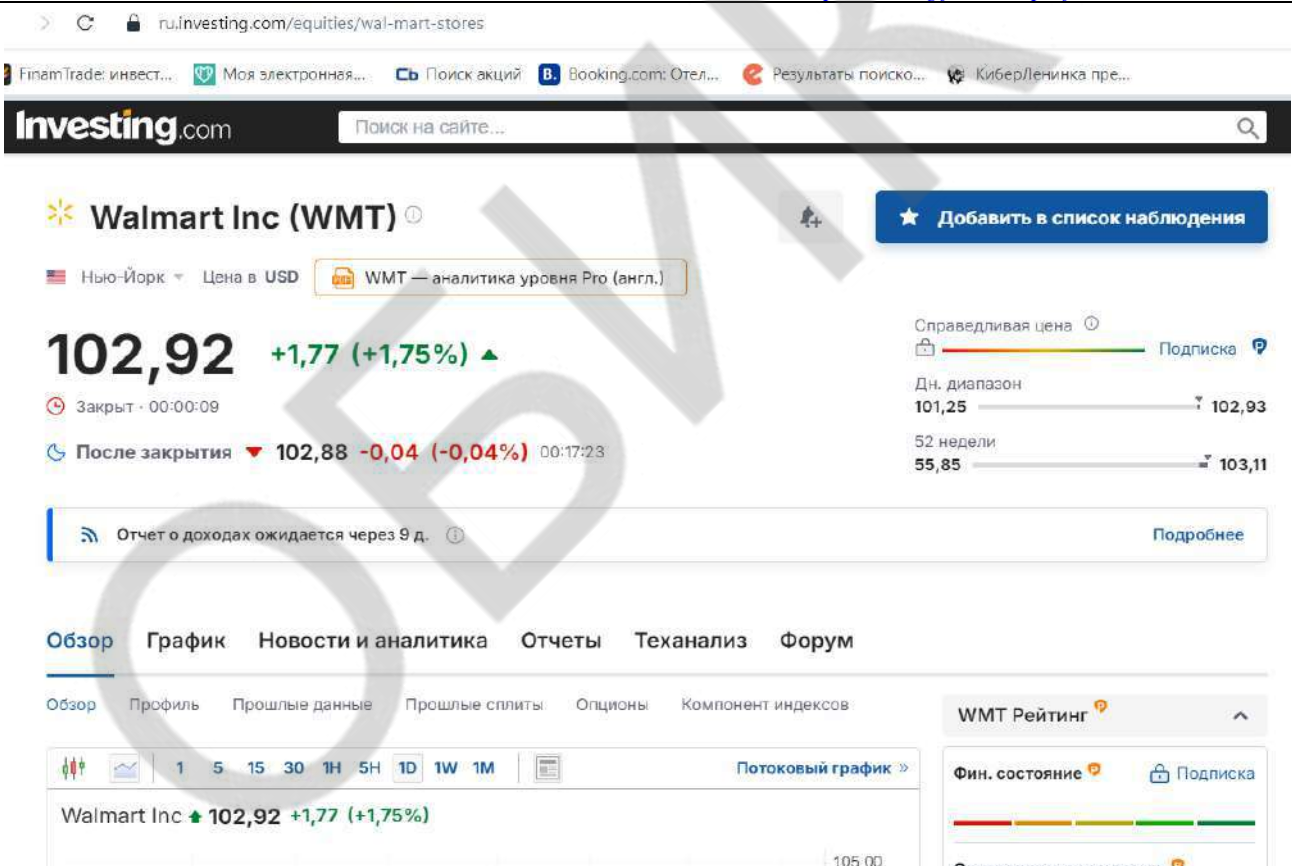 ru.investing.com/equities/wal-mart-stores
FinamTrade: инвест... Моя электронная... Сь Поиск акций B. Booking.com: Отел... Результаты поиско... КиберЛенинка пре...
Investing.com Поиск на сайте...
Walmart Inc (WMT) Добавить в список наблюдения
Нью-Йорк Цена в USD WMT — аналитика уровня Pro (англ.)
102,92 +1,77 (+1,75%)
Закрыт · 00:00:09
После закрытия 102,88 -0,04 (-0,04%) 00:17:23
Справедливая цена
Подписка
Дн. диапазон
101,25 102,93
52 недели
55,85 103,11
Отчет о доходах ожидается через 9 д. Подробнее
Обзор График Новости и аналитика Отчеты Теханализ Форум
Обзор Профиль Прошлые данные Прошлые сплиты Опционы Компонент индексов
WMT Рейтинг
1 5 15 30 1H 5H 1D 1W 1M Потоковый график »
Фин. состояние Подписка
Walmart Inc 102,92 +1,77 (+1,75%)
105,00
ОБИК